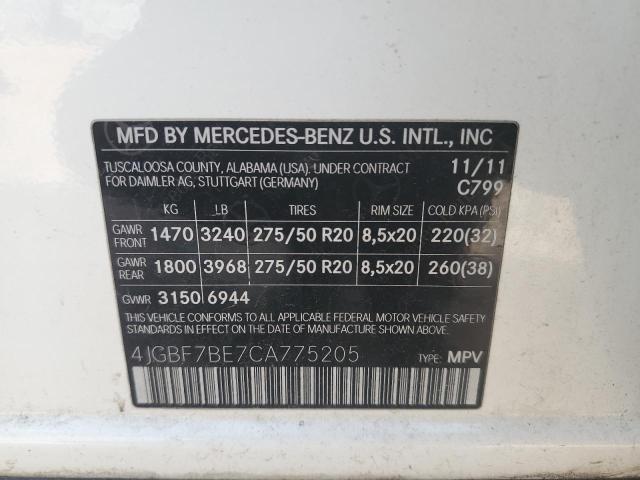 MFD BY MERCEDES-BENZ U.S. INTL., INC
TUSCALOOSA COUNTY, ALABAMA (USA). UNDER CONTRACT 11/11
FOR DAIMLER AG, STUTTGART (GERMANY) C799
KG LB TIRES RIM SIZE COLD KPA (PSI)
GAWR FRONT 1470 3240 275/50 R20 8,5x20 220(32)
GAWR REAR 1800 3968 275/50 R20 8,5x20 260(38)
GVWR 3150 6944
THIS VEHICLE CONFORMS TO ALL APPLICABLE FEDERAL MOTOR VEHICLE SAFETY
STANDARDS IN EFFECT ON THE DATE OF MANUFACTURE SHOWN ABOVE.
4JGBF7BE7CA775205 TYPE: MPV